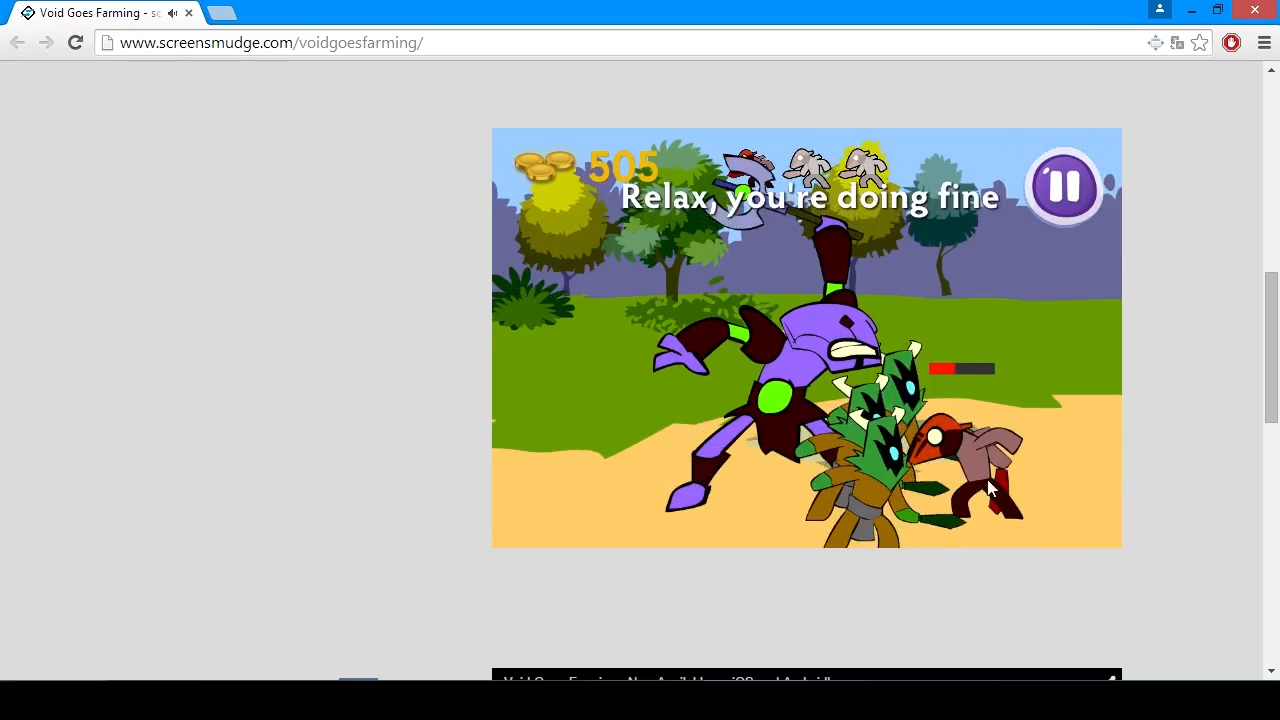 Void Goes Farming - sc
www.screensmudge.com/voidgoesfarming/
505
Relax, you're doing fine